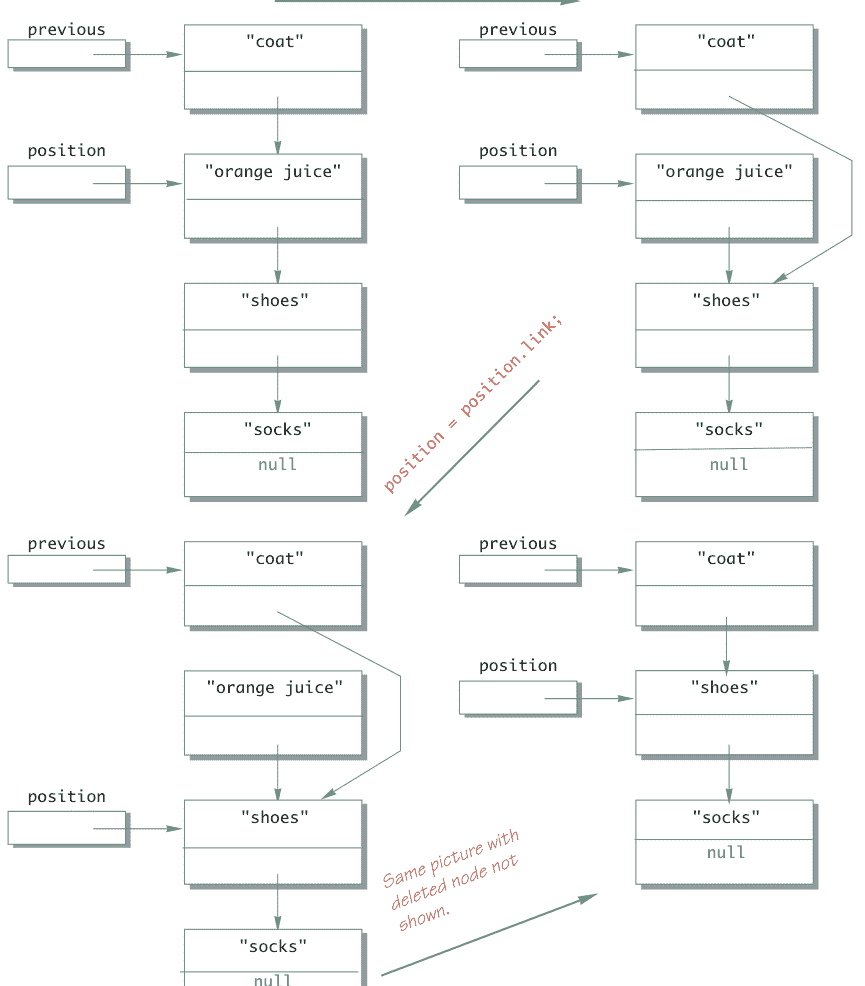 previous
"coat"
position
"orange juice"
"shoes"
"socks"
null
previous
"coat"
position
"orange juice"
"shoes"
"socks"
null
position = position.link;
previous
"coat"
"orange juice"
position
"shoes"
"socks"
null
Same picture with
deleted node not
shown.
previous
"coat"
position
"shoes"
"socks"
null